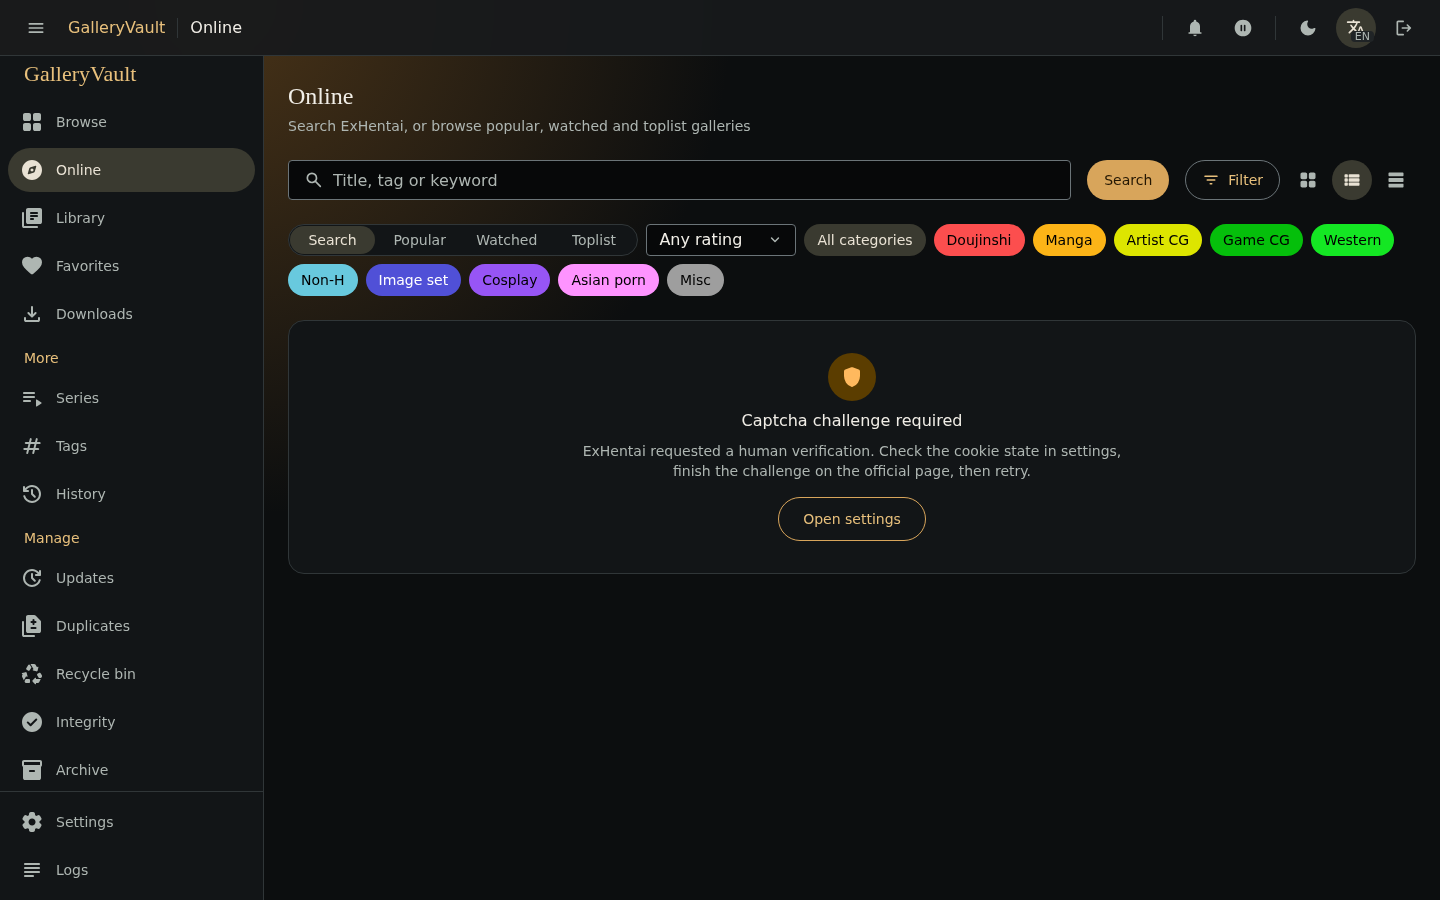 GalleryVault
Online
EN
GalleryVault
Browse
Online
Library
Favorites
Downloads
More
Series
Tags
History
Manage
Updates
Duplicates
Recycle bin
Integrity
Archive
Settings
Logs
Online
Search ExHentai, or browse popular, watched and toplist galleries
Title, tag or keyword
Search
Filter
Search
Popular
Watched
Toplist
Any rating
All categories
Doujinshi
Manga
Artist CG
Game CG
Western
Non-H
Image set
Cosplay
Asian porn
Misc
Captcha challenge required
ExHentai requested a human verification. Check the cookie state in settings,
finish the challenge on the official page, then retry.
Open settings